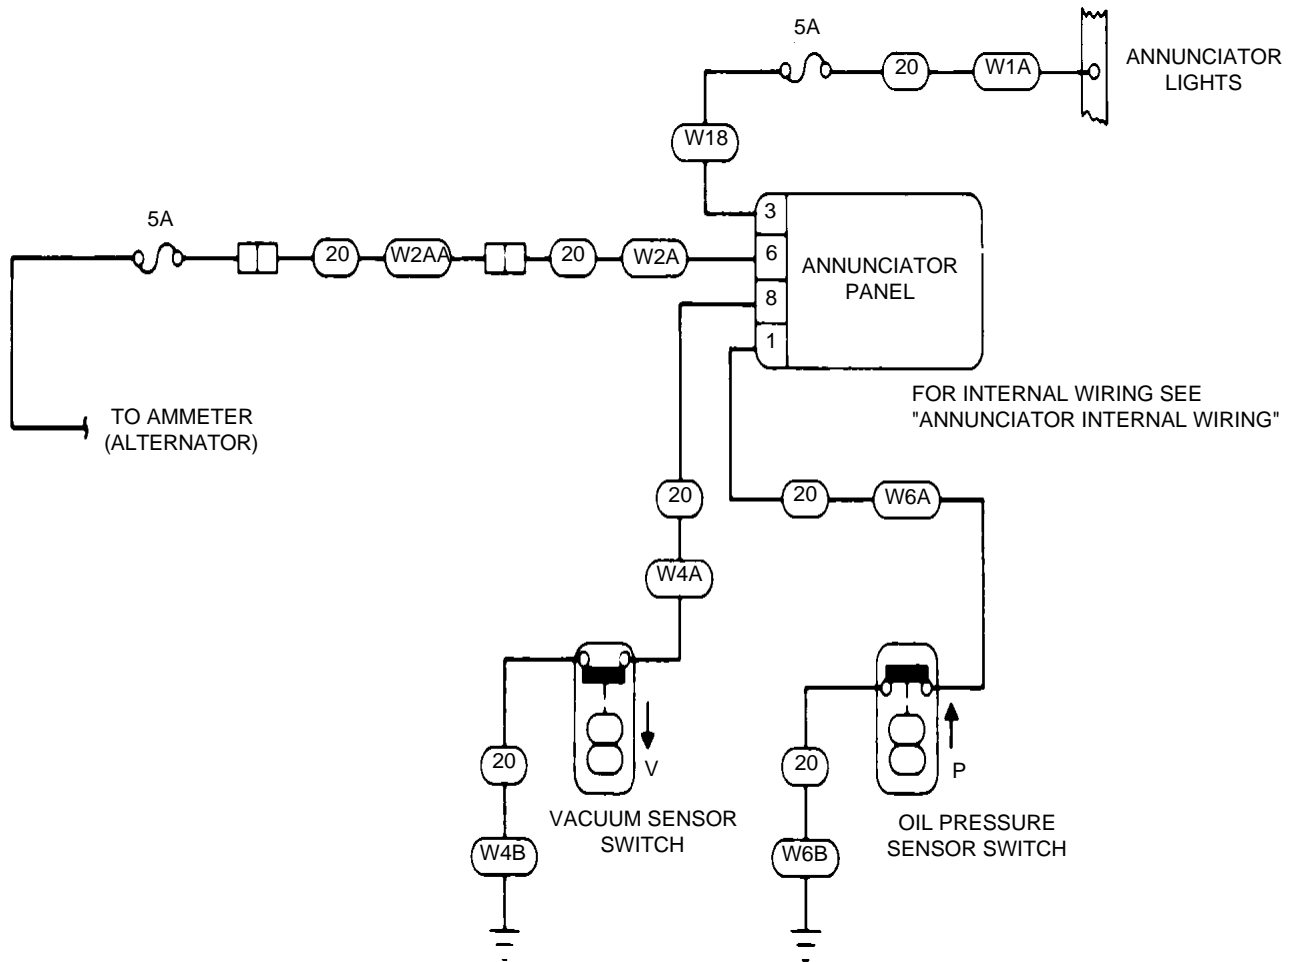 5A
20
W1A
ANNUNCIATOR
LIGHTS
W18
3
5A
20
W2AA
20
W2A
6
ANNUNCIATOR
PANEL
8
1
FOR INTERNAL WIRING SEE
"ANNUNCIATOR INTERNAL WIRING"
TO AMMETER
(ALTERNATOR)
20
20
W6A
W4A
20
V
20
P
VACUUM SENSOR
SWITCH
OIL PRESSURE
SENSOR SWITCH
W4B
W6B